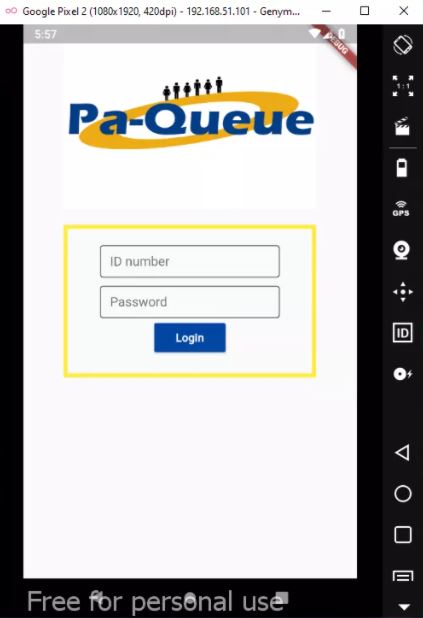 Google Pixel 2 (1080x1920, 420dpi) - 192.168.51.101 - Genym...
5:57
DEBUG
1:1
Pa-Queue
GPS
ID number
Password
Login
ID
Free for personal use